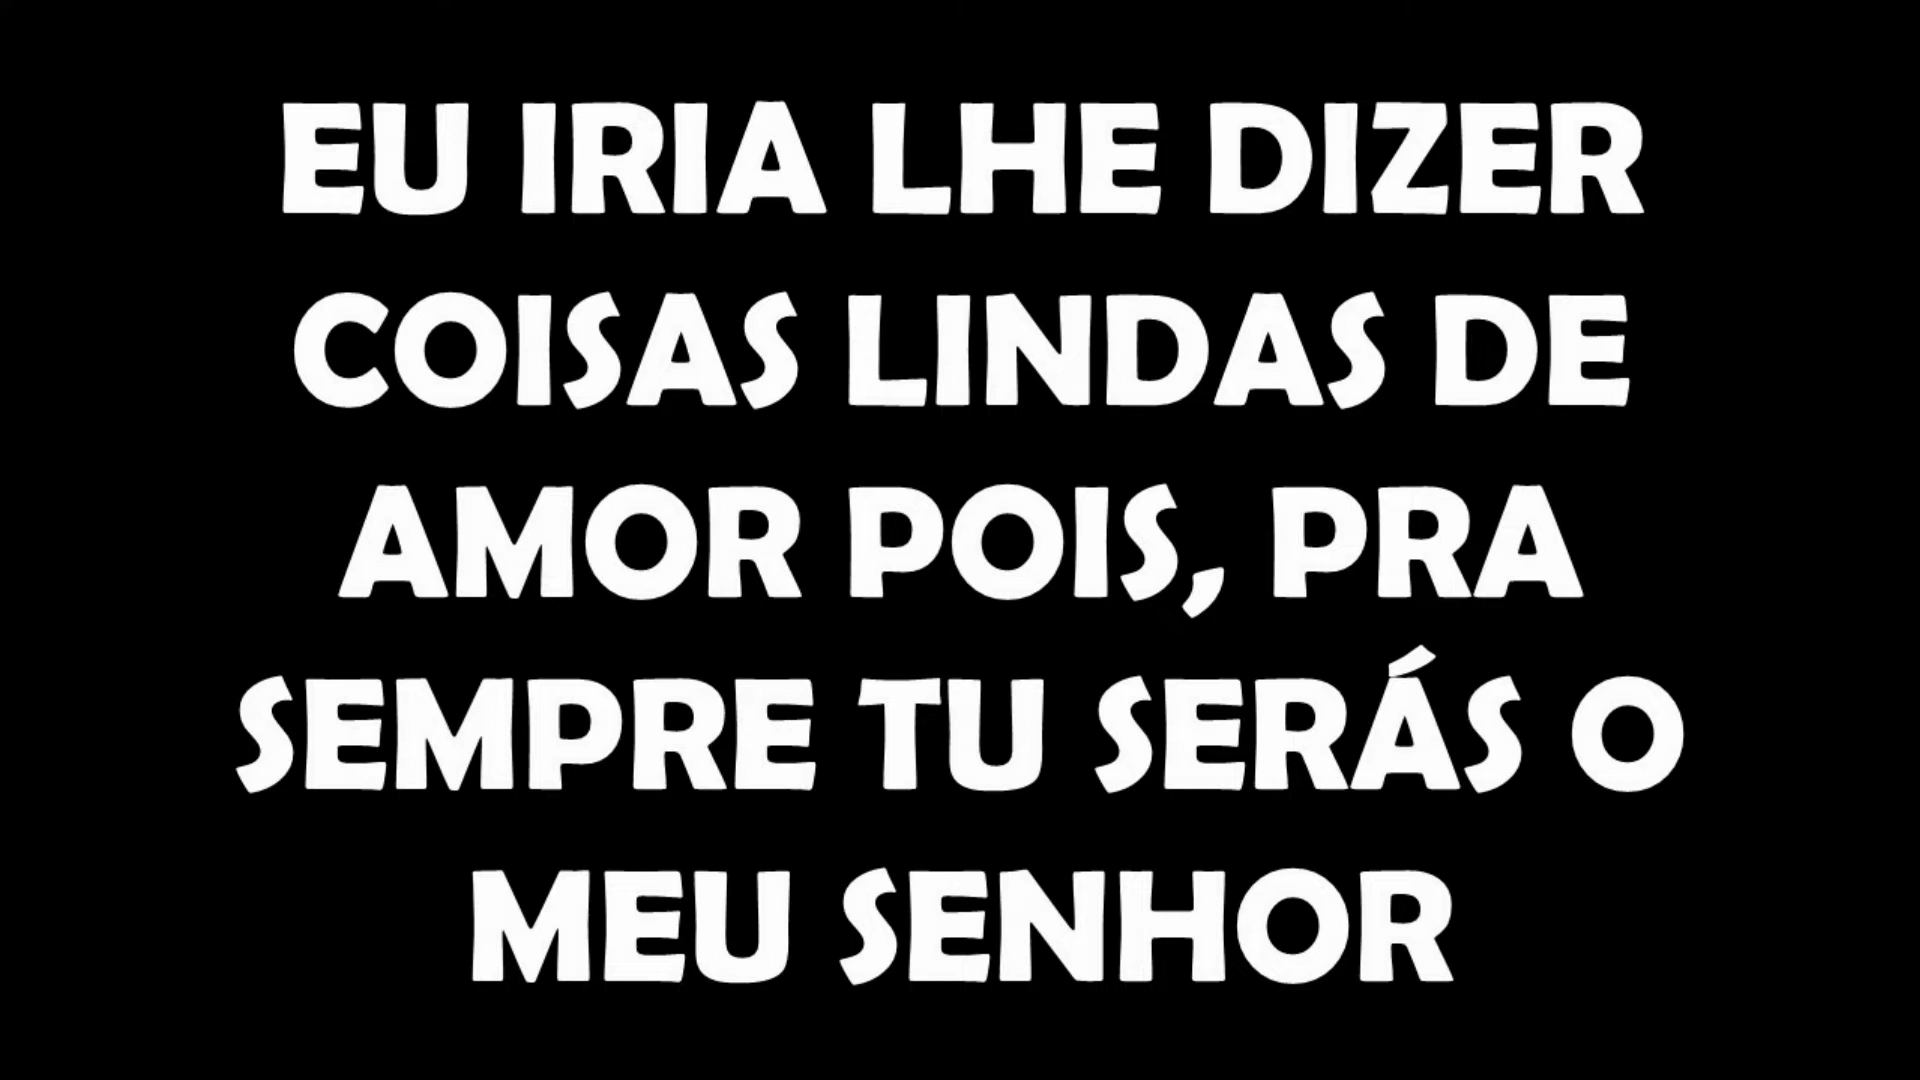 EU IRIA LHE DIZER
COISAS LINDAS DE
AMOR POIS, PRA
SEMPRE TU SERÁS O
MEU SENHOR